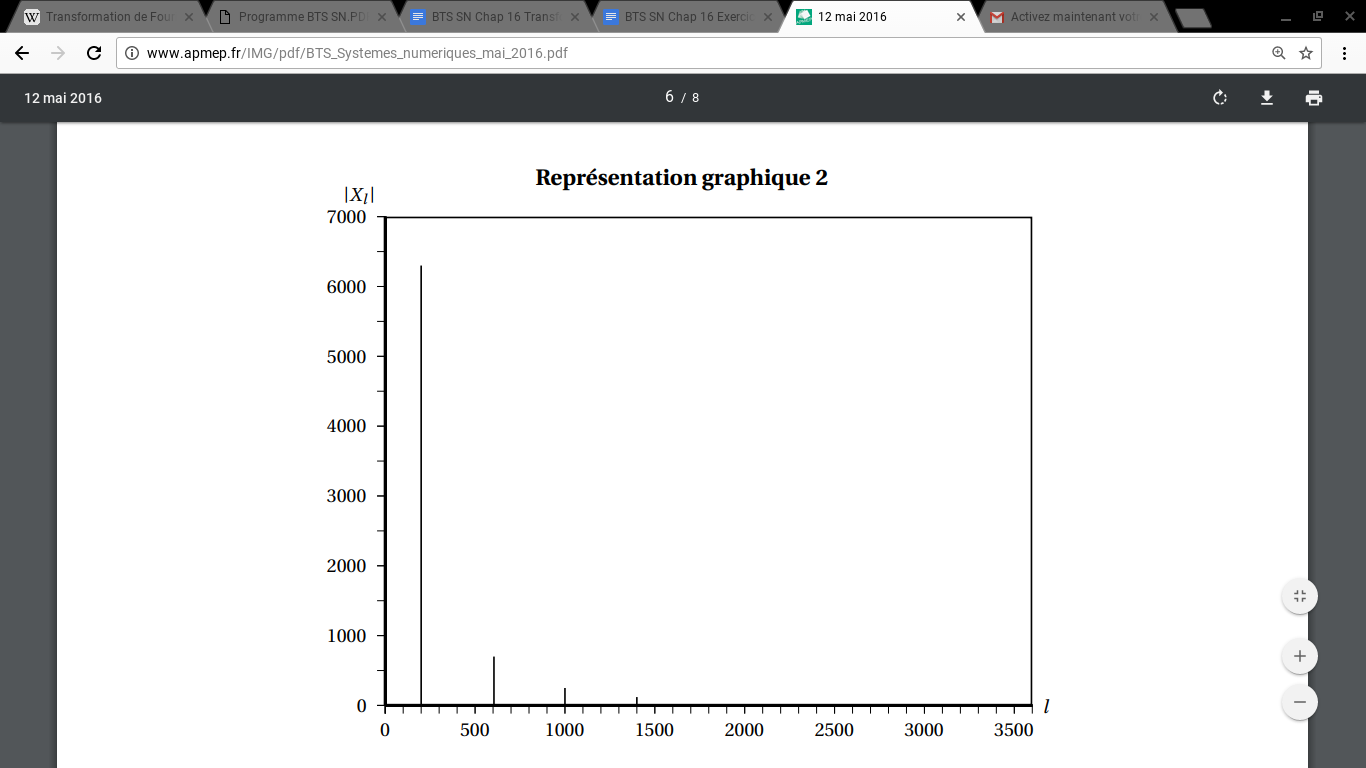 Transformation de Four
Programme BTS SN.PD
BTS SN Chap 16 Transf
BTS SN Chap 16 Exercic
12 mai 2016
Activez maintenant votr
www.apmep.fr/IMG/pdf/BTS_Systemes_numeriques_mai_2016.pdf
12 mai 2016
6 / 8
Représentation graphique 2
|Xl|
7000
6000
5000
4000
3000
2000
1000
0
l
0 500 1000 1500 2000 2500 3000 3500